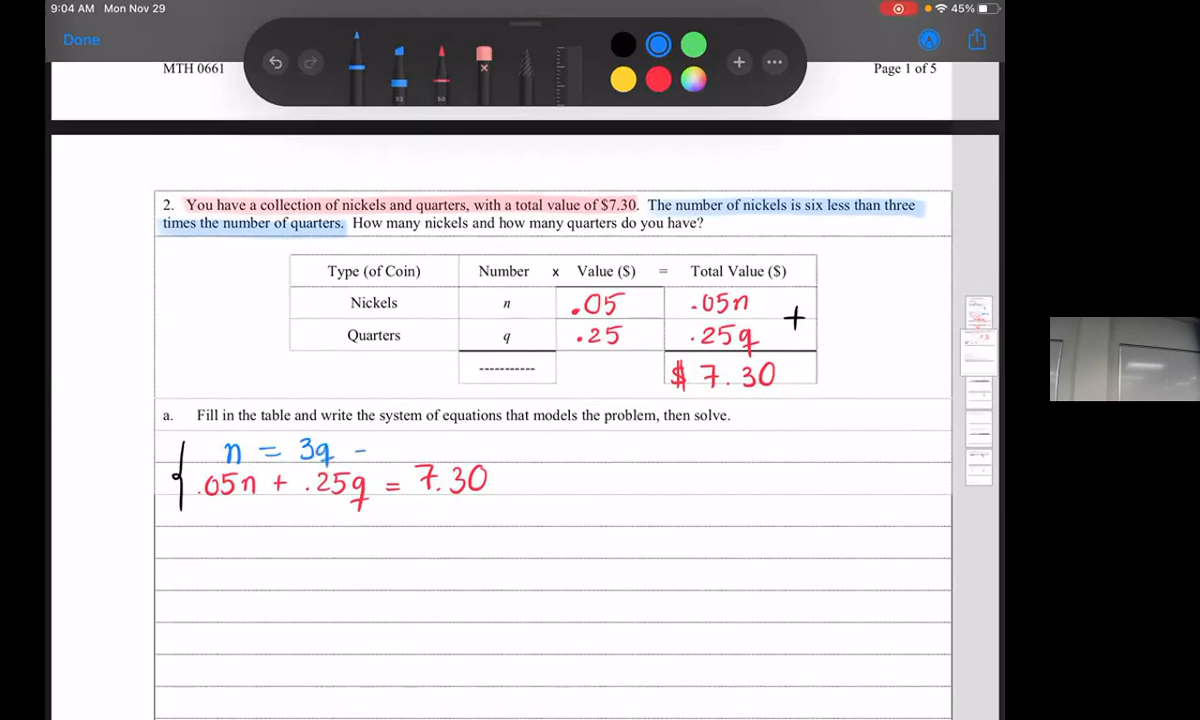 9:04 AM Mon Nov 29
45%
Done
33
50
MTH 0661
Page 1 of 5
2. You have a collection of nickels and quarters, with a total value of $7.30. The number of nickels is six less than three
times the number of quarters. How many nickels and how many quarters do you have?
Type (of Coin) Number x Value ($) = Total Value ($)
Nickels n .05 .05n
Quarters q .25 .25q +
----------- $7.30
a. Fill in the table and write the system of equations that models the problem, then solve.
{ n = 3q -
.05n + .25q = 7.30